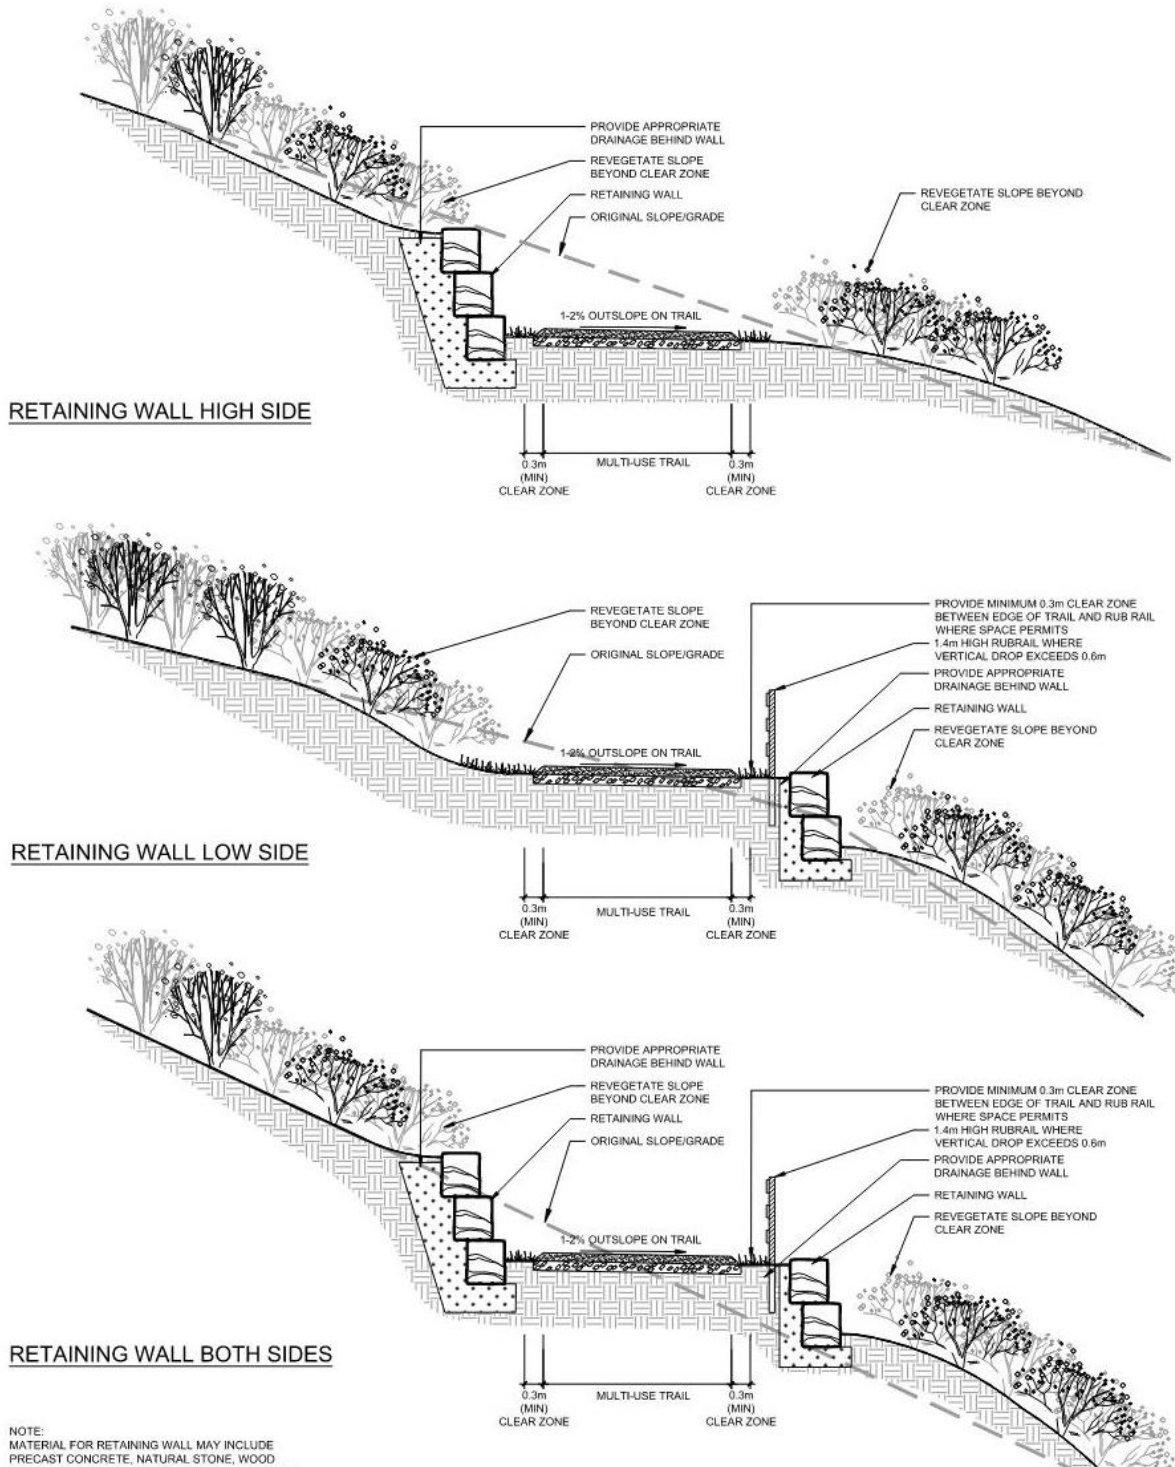 PROVIDE APPROPRIATE
DRAINAGE BEHIND WALL
REVEGETATE SLOPE
BEYOND CLEAR ZONE
RETAINING WALL
ORIGINAL SLOPE/GRADE
REVEGETATE SLOPE BEYOND
CLEAR ZONE
1-2% OUTSLOPE ON TRAIL
RETAINING WALL HIGH SIDE
0.3m
(MIN)
CLEAR ZONE
MULTI-USE TRAIL
0.3m
(MIN)
CLEAR ZONE
REVEGETATE SLOPE
BEYOND CLEAR ZONE
ORIGINAL SLOPE/GRADE
PROVIDE MINIMUM 0.3m CLEAR ZONE
BETWEEN EDGE OF TRAIL AND RUB RAIL
WHERE SPACE PERMITS
1.4m HIGH RUBRAIL WHERE
VERTICAL DROP EXCEEDS 0.6m
PROVIDE APPROPRIATE
DRAINAGE BEHIND WALL
RETAINING WALL
REVEGETATE SLOPE BEYOND
CLEAR ZONE
1-2% OUTSLOPE ON TRAIL
RETAINING WALL LOW SIDE
0.3m
(MIN)
CLEAR ZONE
MULTI-USE TRAIL
0.3m
(MIN)
CLEAR ZONE
PROVIDE APPROPRIATE
DRAINAGE BEHIND WALL
REVEGETATE SLOPE
BEYOND CLEAR ZONE
RETAINING WALL
ORIGINAL SLOPE/GRADE
PROVIDE MINIMUM 0.3m CLEAR ZONE
BETWEEN EDGE OF TRAIL AND RUB RAIL
WHERE SPACE PERMITS
1.4m HIGH RUBRAIL WHERE
VERTICAL DROP EXCEEDS 0.6m
PROVIDE APPROPRIATE
DRAINAGE BEHIND WALL
RETAINING WALL
REVEGETATE SLOPE BEYOND
CLEAR ZONE
1-2% OUTSLOPE ON TRAIL
RETAINING WALL BOTH SIDES
0.3m
(MIN)
CLEAR ZONE
MULTI-USE TRAIL
0.3m
(MIN)
CLEAR ZONE
NOTE:
MATERIAL FOR RETAINING WALL MAY INCLUDE
PRECAST CONCRETE, NATURAL STONE, WOOD